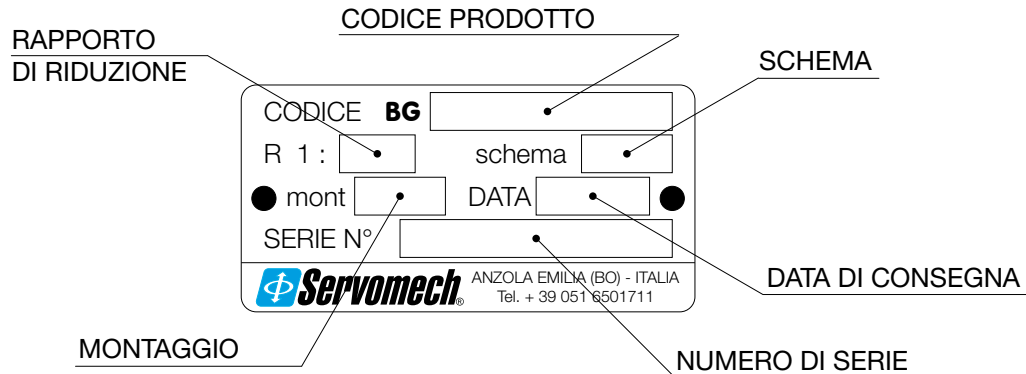 CODICE PRODOTTO
RAPPORTO
DI RIDUZIONE
SCHEMA
CODICE BG
R 1 : schema
mont DATA
SERIE N°
Servomech® ANZOLA EMILIA (BO) - ITALIA
Tel. + 39 051 6501711
DATA DI CONSEGNA
MONTAGGIO
NUMERO DI SERIE